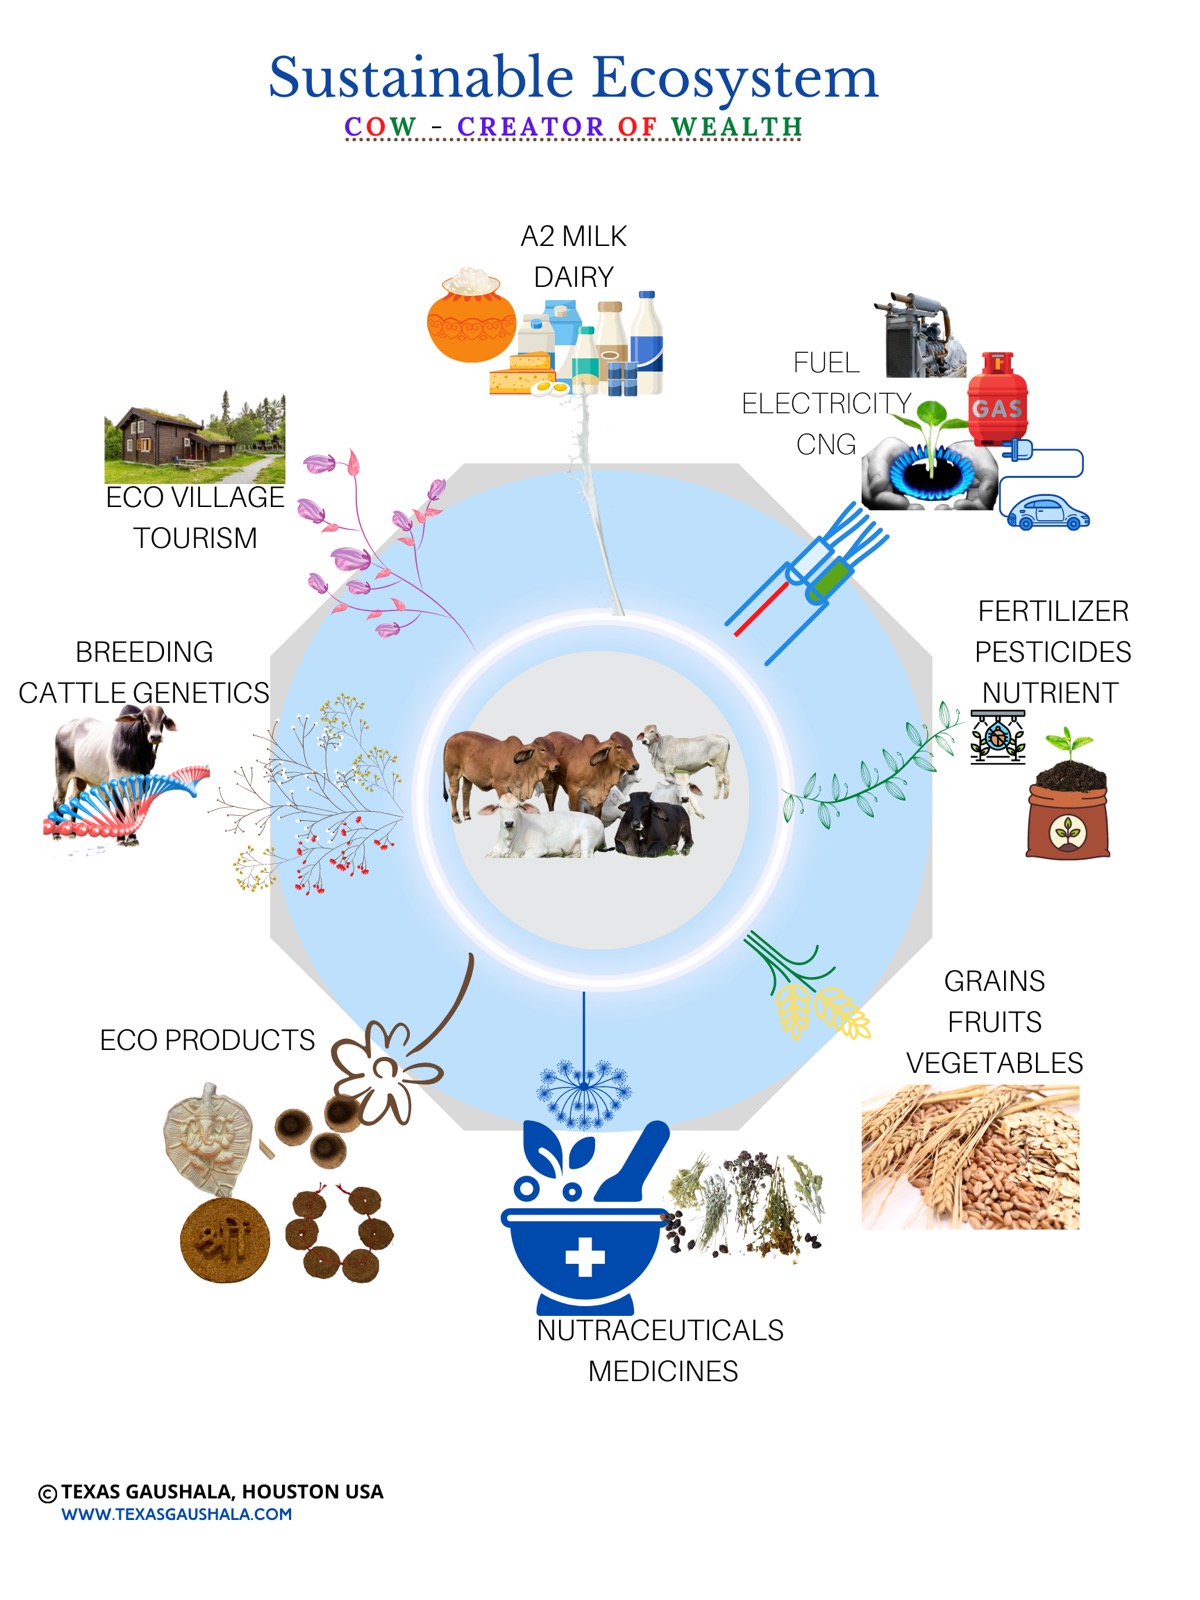 Sustainable Ecosystem
COW - CREATOR OF WEALTH
A2 MILK
DAIRY
FUEL
ELECTRICITY
CNG
GAS
ECO VILLAGE
TOURISM
FERTILIZER
PESTICIDES
NUTRIENT
BREEDING
CATTLE GENETICS
GRAINS
FRUITS
VEGETABLES
ECO PRODUCTS
श्री
NUTRACEUTICALS
MEDICINES
© TEXAS GAUSHALA, HOUSTON USA
WWW.TEXASGAUSHALA.COM